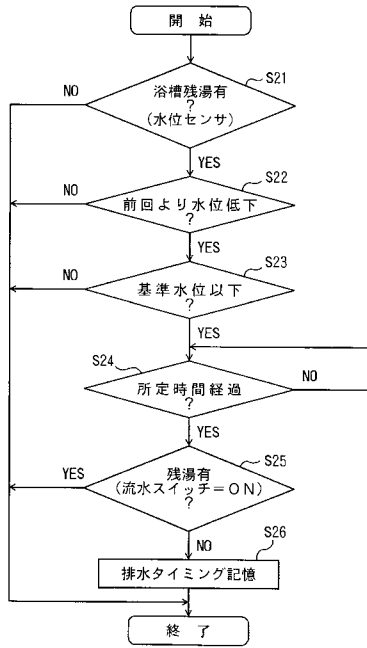 開始
S21
NO
浴槽残湯有
?
(水位センサ)
YES
S22
NO
前回より水位低下
?
YES
S23
NO
基準水位以下
?
YES
S24
所定時間経過
?
NO
YES
S25
YES
残湯有
(流水スイッチ=ON)
?
NO
S26
排水タイミング記憶
終了